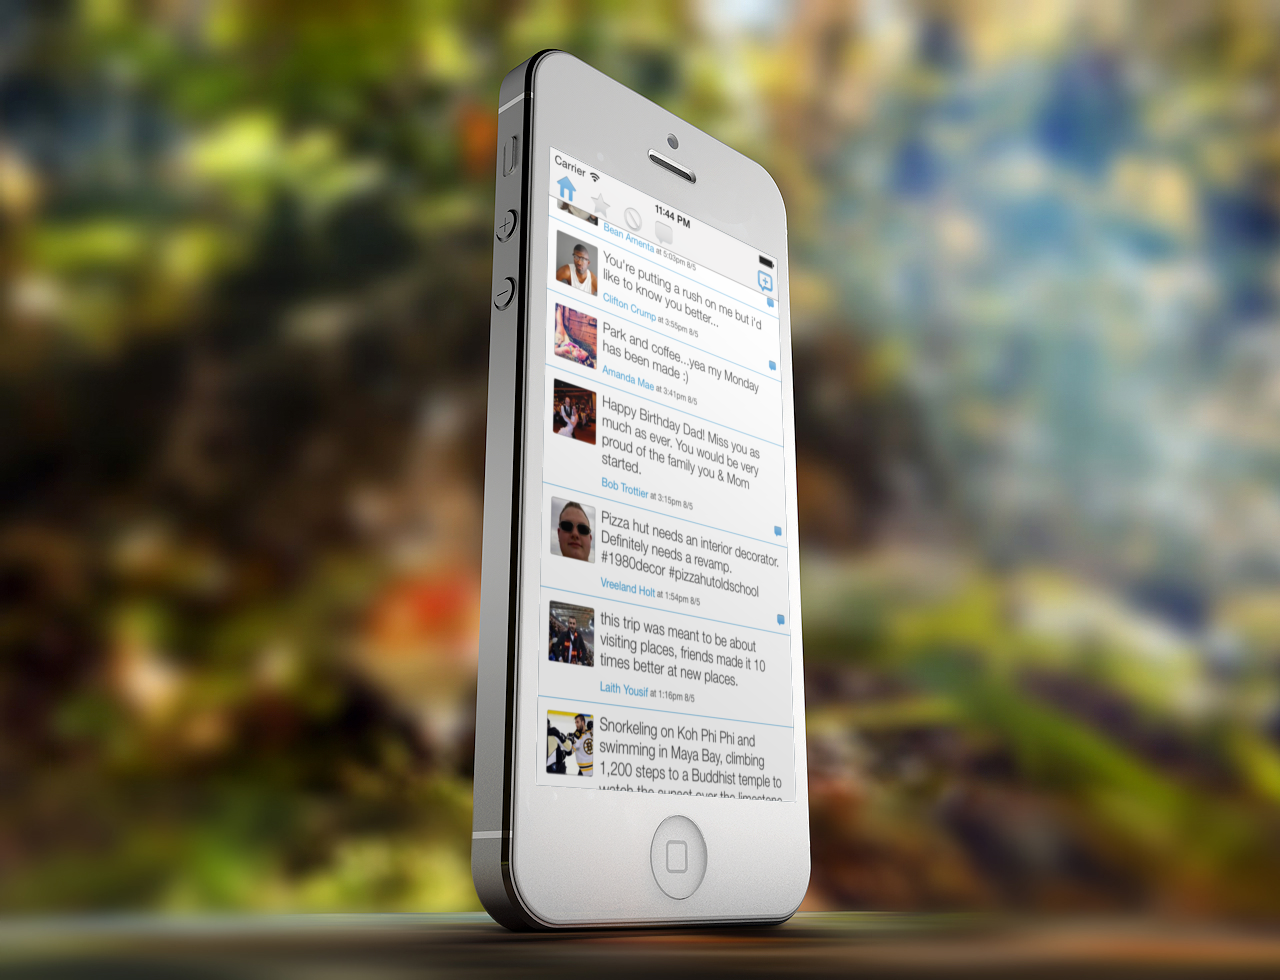 Carrier
11:44 PM
Bean Amenta at 5:03pm 8/5
You're putting a rush on me but i'd
like to know you better...
Clifton Crump at 3:55pm 8/5
Park and coffee...yea my Monday
has been made :)
Amanda Mae at 3:41pm 8/5
Happy Birthday Dad! Miss you as
much as ever. You would be very
proud of the family you & Mom
started.
Bob Trottier at 3:15pm 8/5
Pizza hut needs an interior decorator.
Definitely needs a revamp.
#1980decor #pizzahutoldschool
Vreeland Holt at 1:54pm 8/5
this trip was meant to be about
visiting places, friends made it 10
times better at new places.
Laith Yousif at 1:16pm 8/5
Snorkeling on Koh Phi Phi and
swimming in Maya Bay, climbing
1,200 steps to a Buddhist temple to
watch the sunset over the limestone